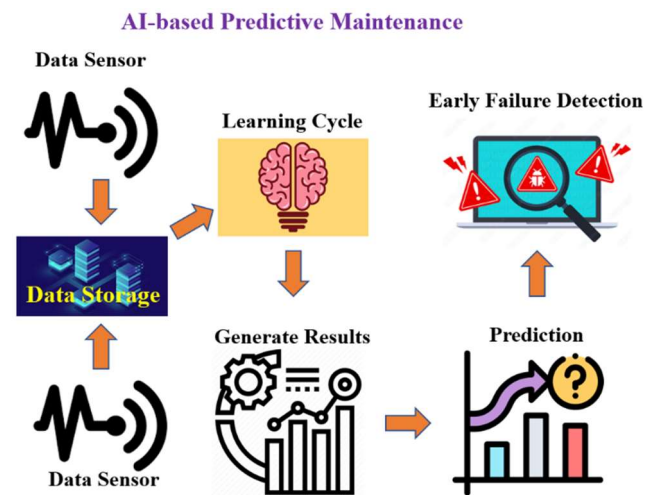 AI-based Predictive Maintenance
Data Sensor
Learning Cycle
Early Failure Detection
Data Storage
Generate Results
Prediction
?
Data Sensor